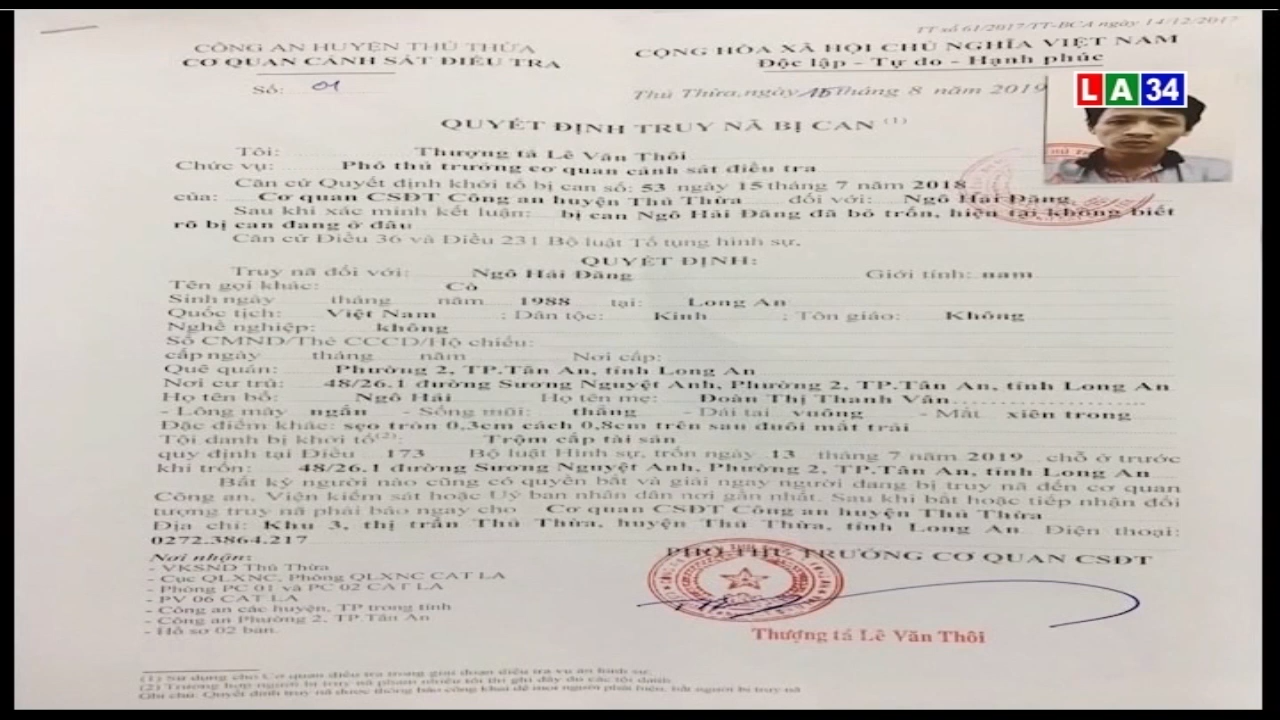 TT số 61/2017/TT-BCA ngày 14/12/2017
CÔNG AN HUYỆN THỦ THỪA
CƠ QUAN CẢNH SÁT ĐIỀU TRA
CỘNG HÒA XÃ HỘI CHỦ NGHĨA VIỆT NAM
Độc lập - Tự do - Hạnh phúc
LA34
Số: 01
Thủ Thừa, ngày 15 tháng 8 năm 2019
QUYẾT ĐỊNH TRUY NÃ BỊ CAN (1)
Tôi: Thượng tá Lê Văn Thôi
Chức vụ: Phó thủ trưởng cơ quan cảnh sát điều tra
Căn cứ Quyết định khởi tố bị can số: 53 ngày 15 tháng 7 năm 2018
của: Cơ quan CSĐT Công an huyện Thủ Thừa đối với: Ngô Hải Đăng
Sau khi xác minh kết luận: bị can Ngô Hải Đăng đã bỏ trốn, hiện tại không biết
rõ bị can đang ở đâu
Căn cứ Điều 36 và Điều 231 Bộ luật Tố tụng hình sự.
QUYẾT ĐỊNH:
Truy nã đối với: Ngô Hải Đăng Giới tính: nam
Tên gọi khác: Cò
Sinh ngày tháng năm 1988 tại: Long An
Quốc tịch: Việt Nam ; Dân tộc: Kinh ; Tôn giáo: Không
Nghề nghiệp: không
Số CMND/Thẻ CCCD/Hộ chiếu:
cấp ngày tháng năm Nơi cấp:
Quê quán: Phường 2, TP.Tân An, tỉnh Long An
Nơi cư trú: 48/26.1 đường Sương Nguyệt Anh, Phường 2, TP.Tân An, tỉnh Long An
Họ tên bố: Ngô Hải Họ tên mẹ: Đoàn Thị Thanh Vân
- Lông mày ngắn - Sống mũi: thẳng - Dái tai vuông - Mắt xiên trong
Đặc điểm khác: sẹo tròn 0,3cm cách 0,8cm trên sau đuôi mắt trái
Tội danh bị khởi tố(2): Trộm cắp tài sản
quy định tại Điều 173 Bộ luật Hình sự, trốn ngày 13 tháng 7 năm 2019 chỗ ở trước
khi trốn: 48/26.1 đường Sương Nguyệt Anh, Phường 2, TP.Tân An, tỉnh Long An
Bất kỳ người nào cũng có quyền bắt và giải ngay người đang bị truy nã đến cơ quan
Công an, Viện kiểm sát hoặc Uỷ ban nhân dân nơi gần nhất. Sau khi bắt hoặc tiếp nhận đối
tượng truy nã phải báo ngay cho Cơ quan CSĐT Công an huyện Thủ Thừa
Địa chỉ: Khu 3, thị trấn Thủ Thừa, huyện Thủ Thừa, tỉnh Long An. Điện thoại:
0272.3864.217
Nơi nhận:
- VKSND Thủ Thừa
- Cục QLXNC, Phòng QLXNC CAT LA
- Phòng PC 01 và PC 02 CAT LA
- PV 06 CAT LA
- Công an các huyện, TP trong tỉnh
- Công an Phường 2, TP.Tân An
- Hồ sơ 02 bản.
PHÓ THỦ TRƯỞNG CƠ QUAN CSĐT
Thượng tá Lê Văn Thôi
(1) Sử dụng cho Cơ quan điều tra trong giai đoạn điều tra vụ án hình sự.
(2) Trường hợp người bị truy nã phạm nhiều tội thì ghi đầy đủ các tội danh.
Ghi chú: Quyết định truy nã được thông báo công khai để mọi người phát hiện, bắt người bị truy nã